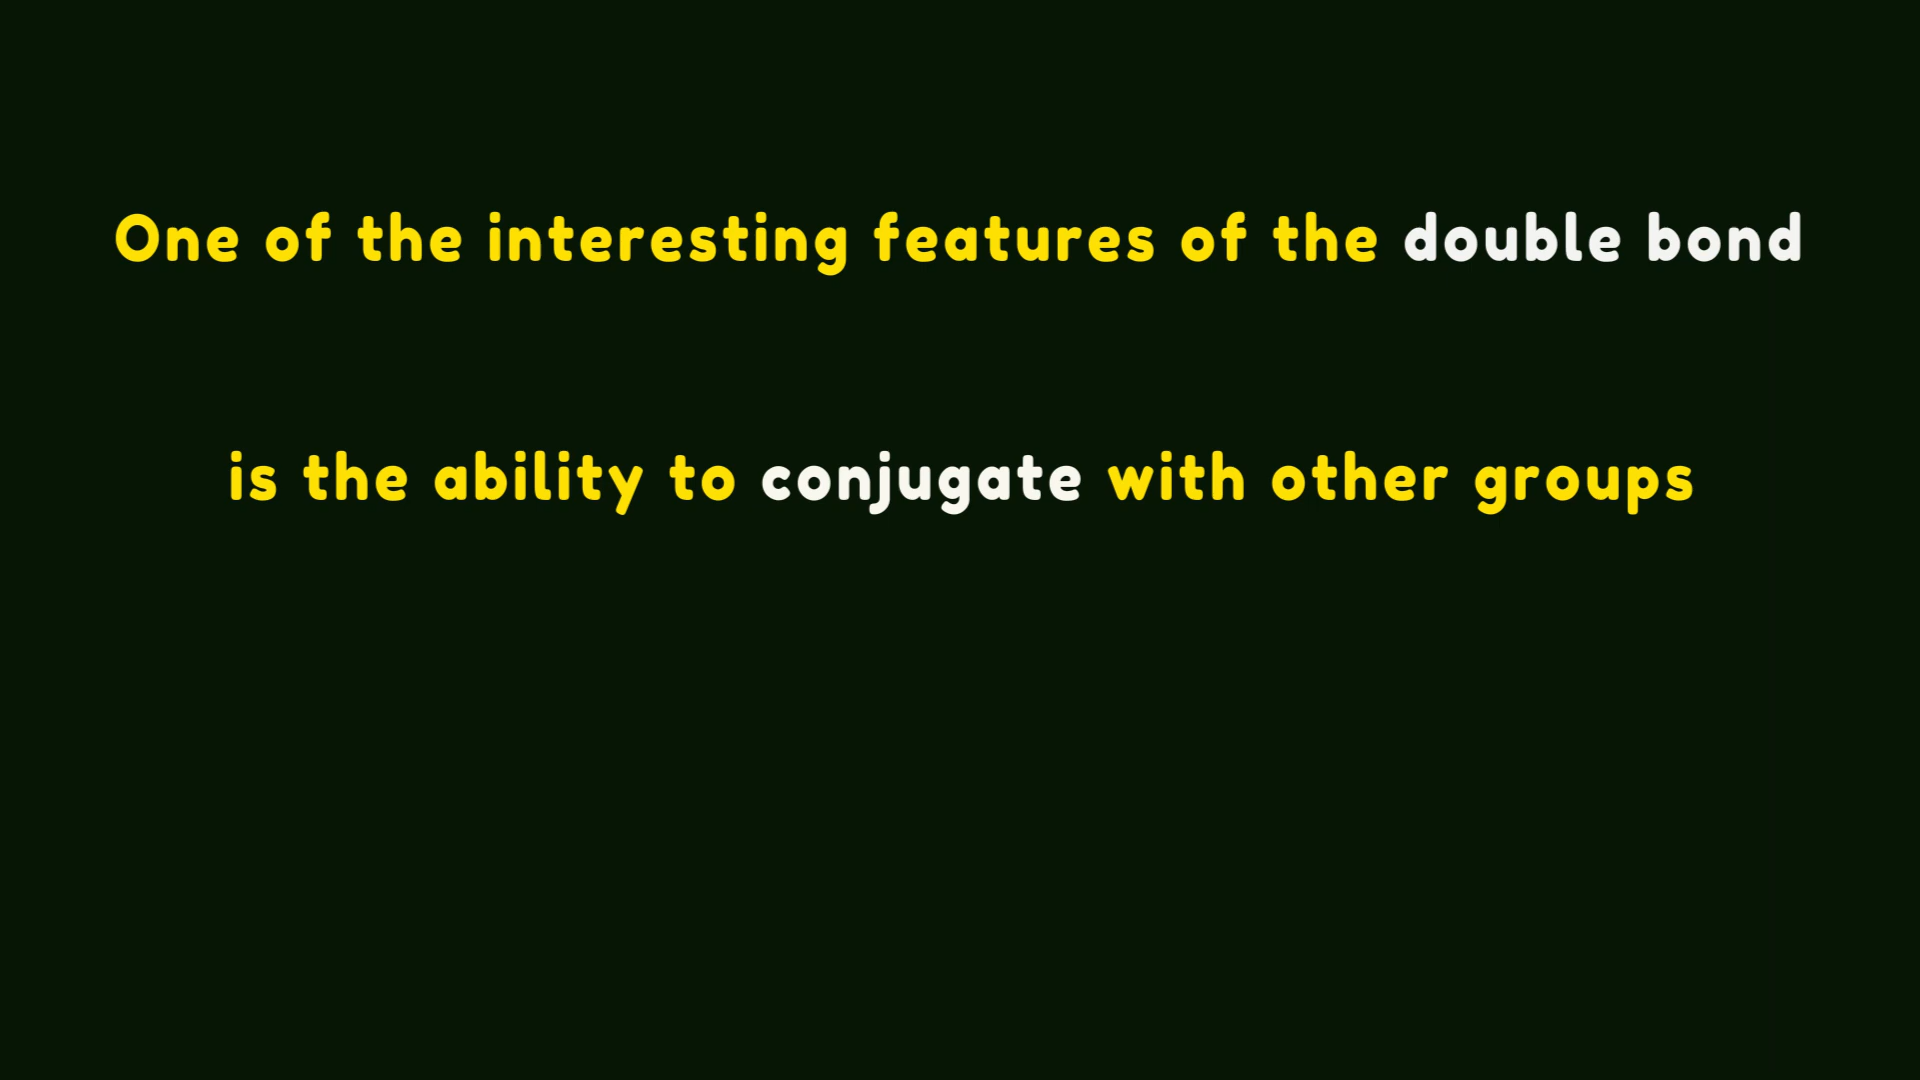 One of the interesting features of the double bond
is the ability to conjugate with other groups